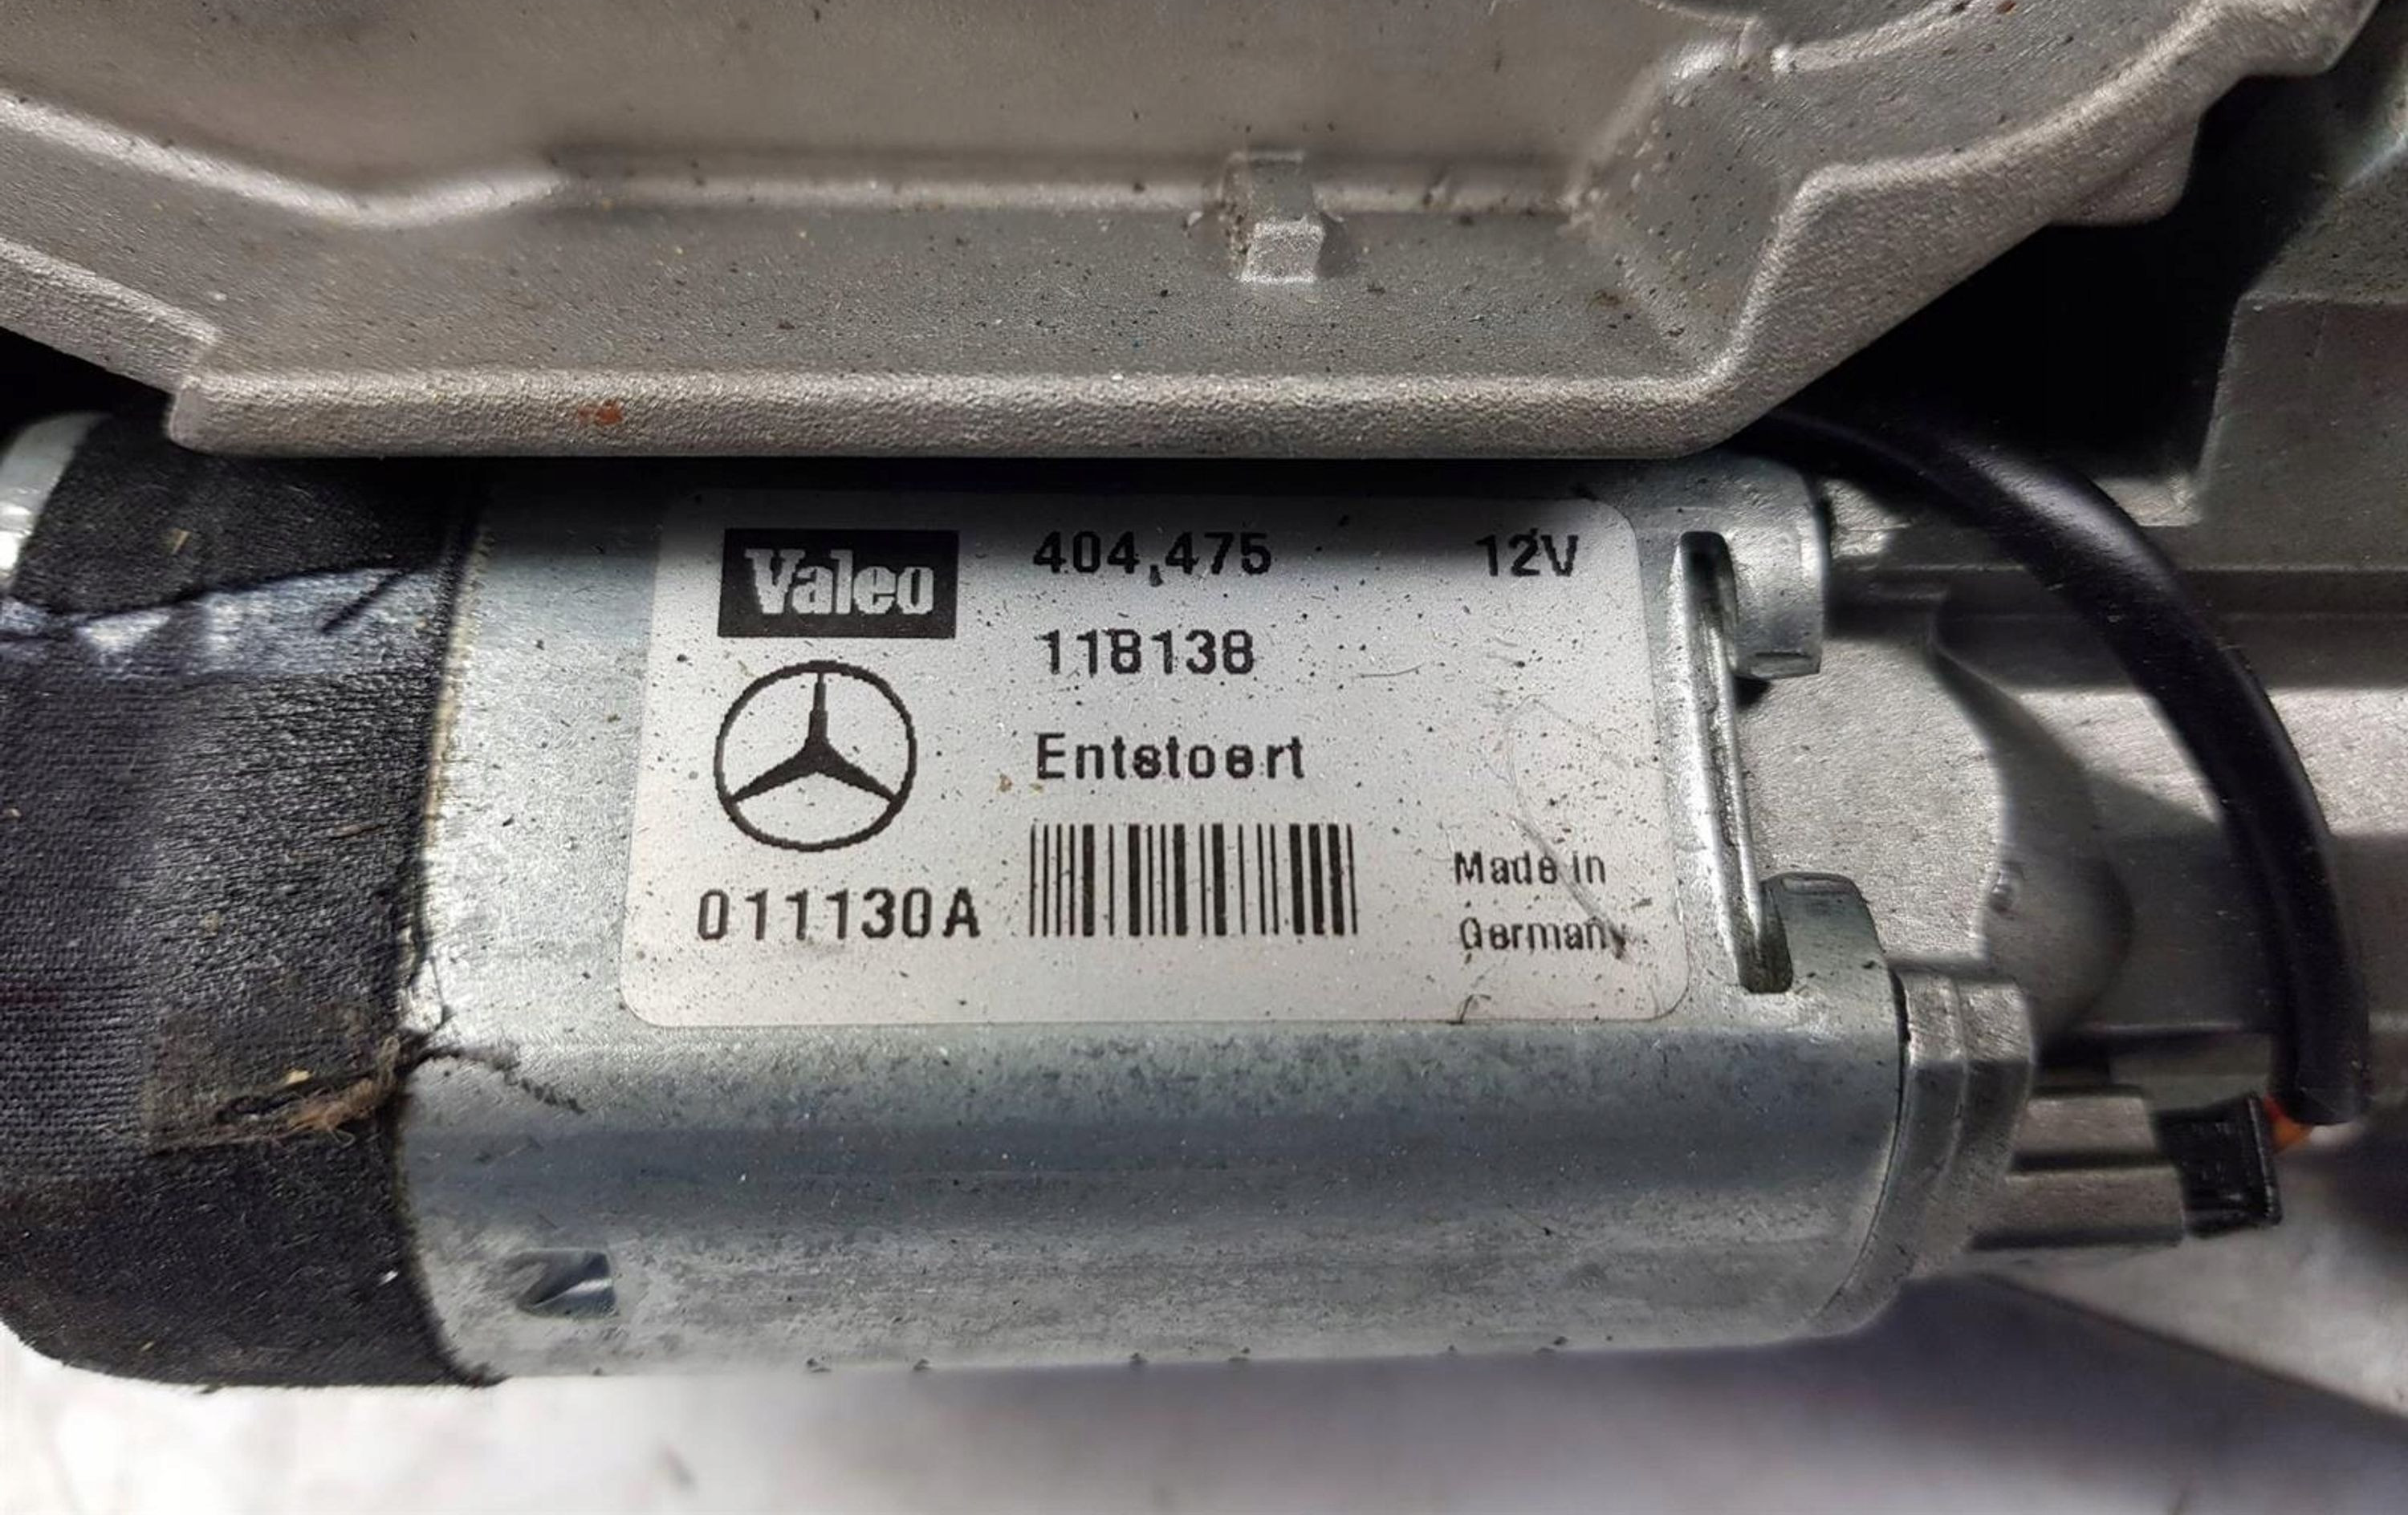 Valeo 404.475 12V
118138
Entstoert
011130A
Made in
Germany